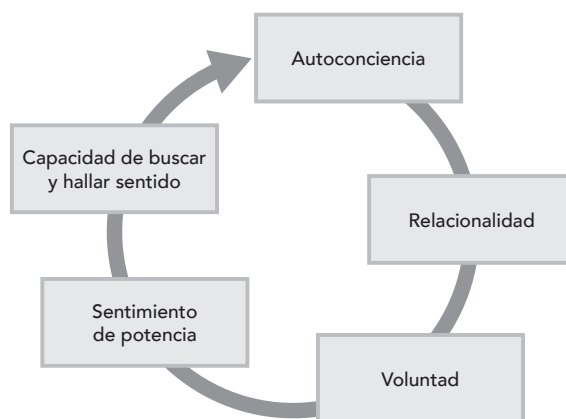 Autoconciencia
Relacionalidad
Voluntad
Sentimiento
de potencia
Capacidad de buscar
y hallar sentido